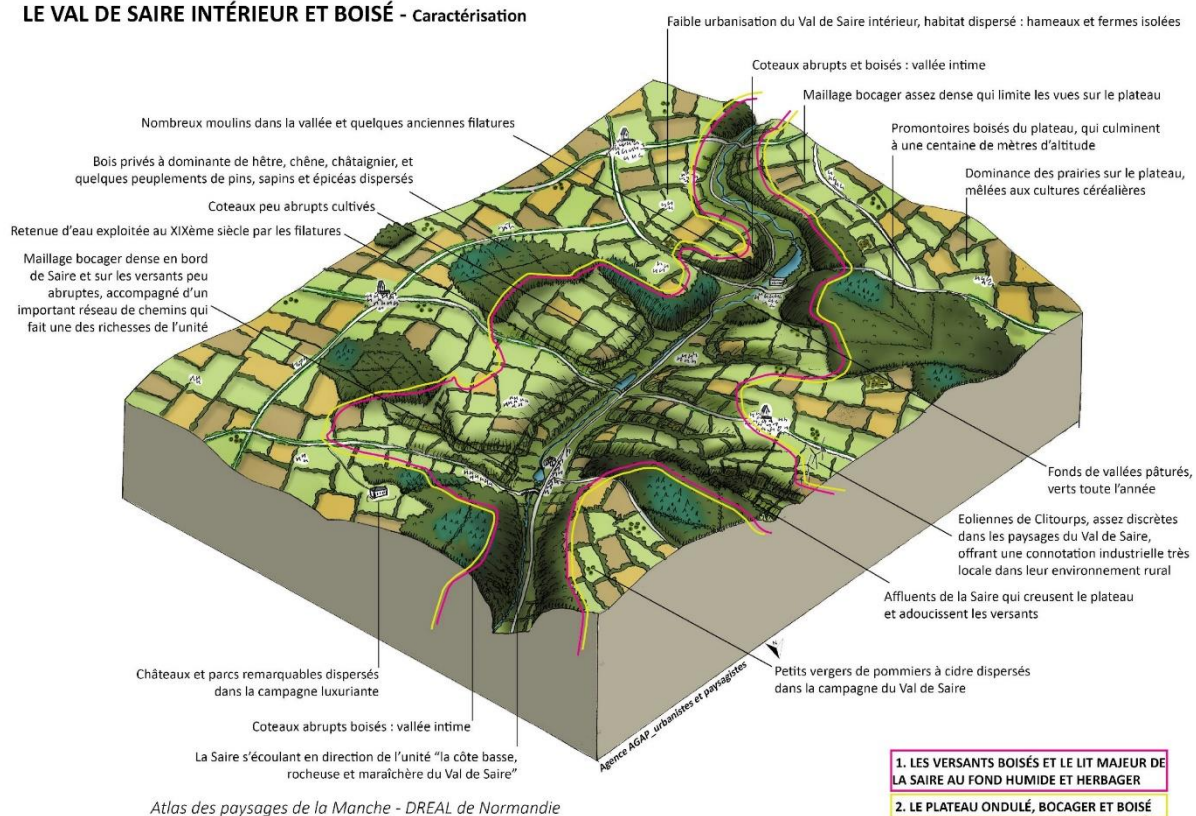 LE VAL DE SAIRE INTÉRIEUR ET BOISÉ - Caractérisation
Faible urbanisation du Val de Saire intérieur, habitat dispersé : hameaux et fermes isolées
Coteaux abrupts et boisés : vallée intime
Maillage bocager assez dense qui limite les vues sur le plateau
Promontoires boisés du plateau, qui culminent
à une centaine de mètres d'altitude
Dominance des prairies sur le plateau,
mêlées aux cultures céréalières
Nombreux moulins dans la vallée et quelques anciennes filatures
Bois privés à dominante de hêtre, chêne, châtaignier, et
quelques peuplements de pins, sapins et épicéas dispersés
Coteaux peu abrupts cultivés
Retenue d'eau exploitée au XIXème siècle par les filatures
Maillage bocager dense en bord
de Saire et sur les versants peu
abruptes, accompagné d'un
important réseau de chemins qui
fait une des richesses de l'unité
Fonds de vallées pâturés,
verts toute l'année
Eoliennes de Clitourps, assez discrètes
dans les paysages du Val de Saire,
offrant une connotation industrielle très
locale dans leur environnement rural
Affluents de la Saire qui creusent le plateau
et adoucissent les versants
Petits vergers de pommiers à cidre dispersés
dans la campagne du Val de Saire
Châteaux et parcs remarquables dispersés
dans la campagne luxuriante
Coteaux abrupts boisés : vallée intime
La Saire s'écoulant en direction de l'unité "la côte basse,
rocheuse et maraîchère du Val de Saire"
Agence AGAP_urbanistes et paysagistes
Atlas des paysages de la Manche - DREAL de Normandie
1. LES VERSANTS BOISÉS ET LE LIT MAJEUR DE
LA SAIRE AU FOND HUMIDE ET HERBAGER
2. LE PLATEAU ONDULÉ, BOCAGER ET BOISÉ